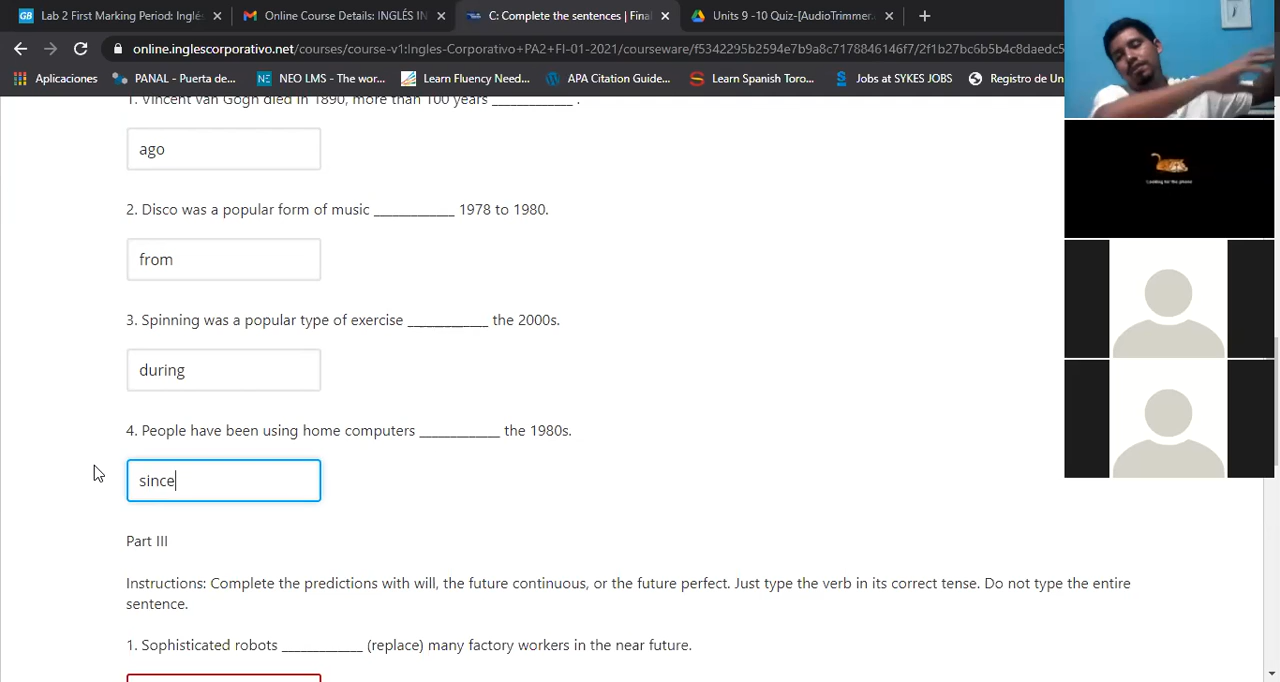 Lab 2 First Marking Period: Inglé
Online Course Details: INGLÉS IN
C: Complete the sentences | Final
Units 9 -10 Quiz-[AudioTrimmer.
online.inglescorporativo.net/courses/course-v1:Ingles-Corporativo+PA2+FI-01-2021/courseware/f5342295b2594e7b9a8c7178846146f7/2f1b27bc6b5b4c8daedc5
Aplicaciones
PANAL - Puerta de...
NEO LMS - The wor...
Learn Fluency Need...
APA Citation Guide...
Learn Spanish Toro...
Jobs at SYKES JOBS
Registro de Un
1. Vincent van Gogh died in 1890, more than 100 years ____________ .
ago
2. Disco was a popular form of music ____________ 1978 to 1980.
from
3. Spinning was a popular type of exercise ____________ the 2000s.
during
4. People have been using home computers ____________ the 1980s.
since
Part III
Instructions: Complete the predictions with will, the future continuous, or the future perfect. Just type the verb in its correct tense. Do not type the entire
sentence.
1. Sophisticated robots ____________ (replace) many factory workers in the near future.